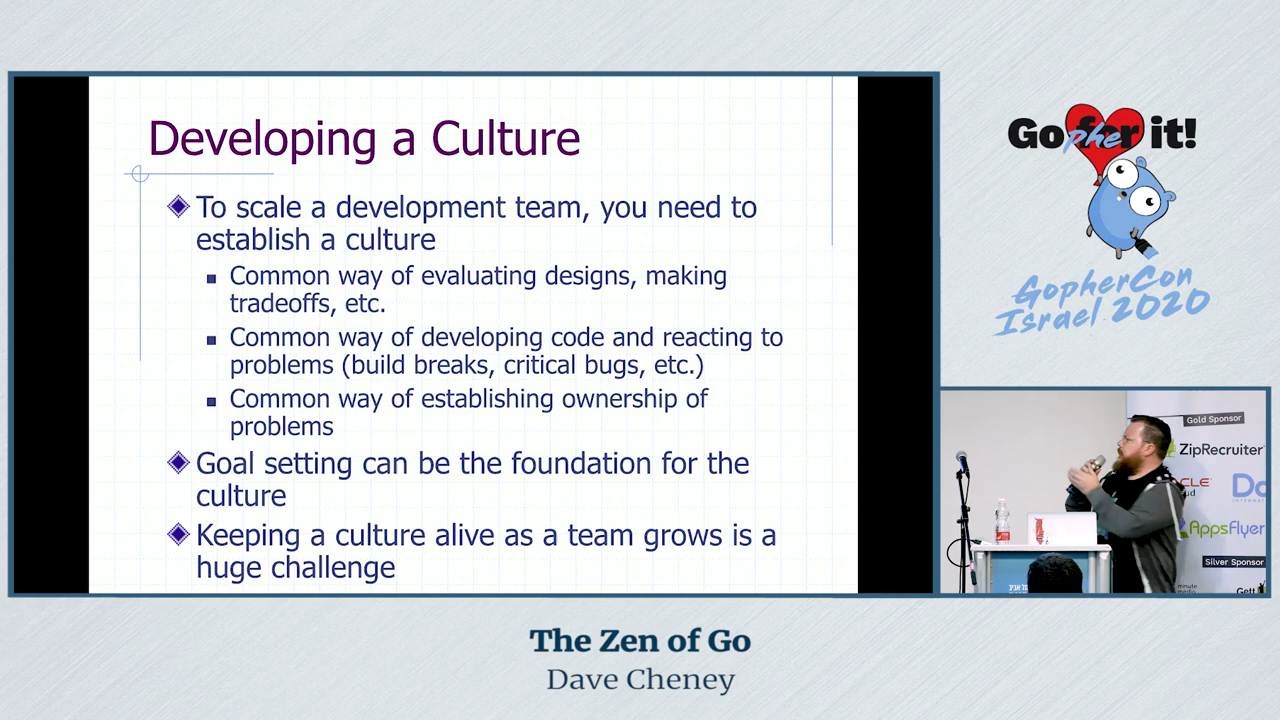 Developing a Culture
To scale a development team, you need to
establish a culture
Common way of evaluating designs, making
tradeoffs, etc.
Common way of developing code and reacting to
problems (build breaks, critical bugs, etc.)
Common way of establishing ownership of
problems
Goal setting can be the foundation for the
culture
Keeping a culture alive as a team grows is a
huge challenge
Go pher it!
GopherCon
Israel 2020
Gold Sponsor
ZipRecruiter
AppsFlyer
Silver Sponsor
minute
media
Gett
The Zen of Go
Dave Cheney